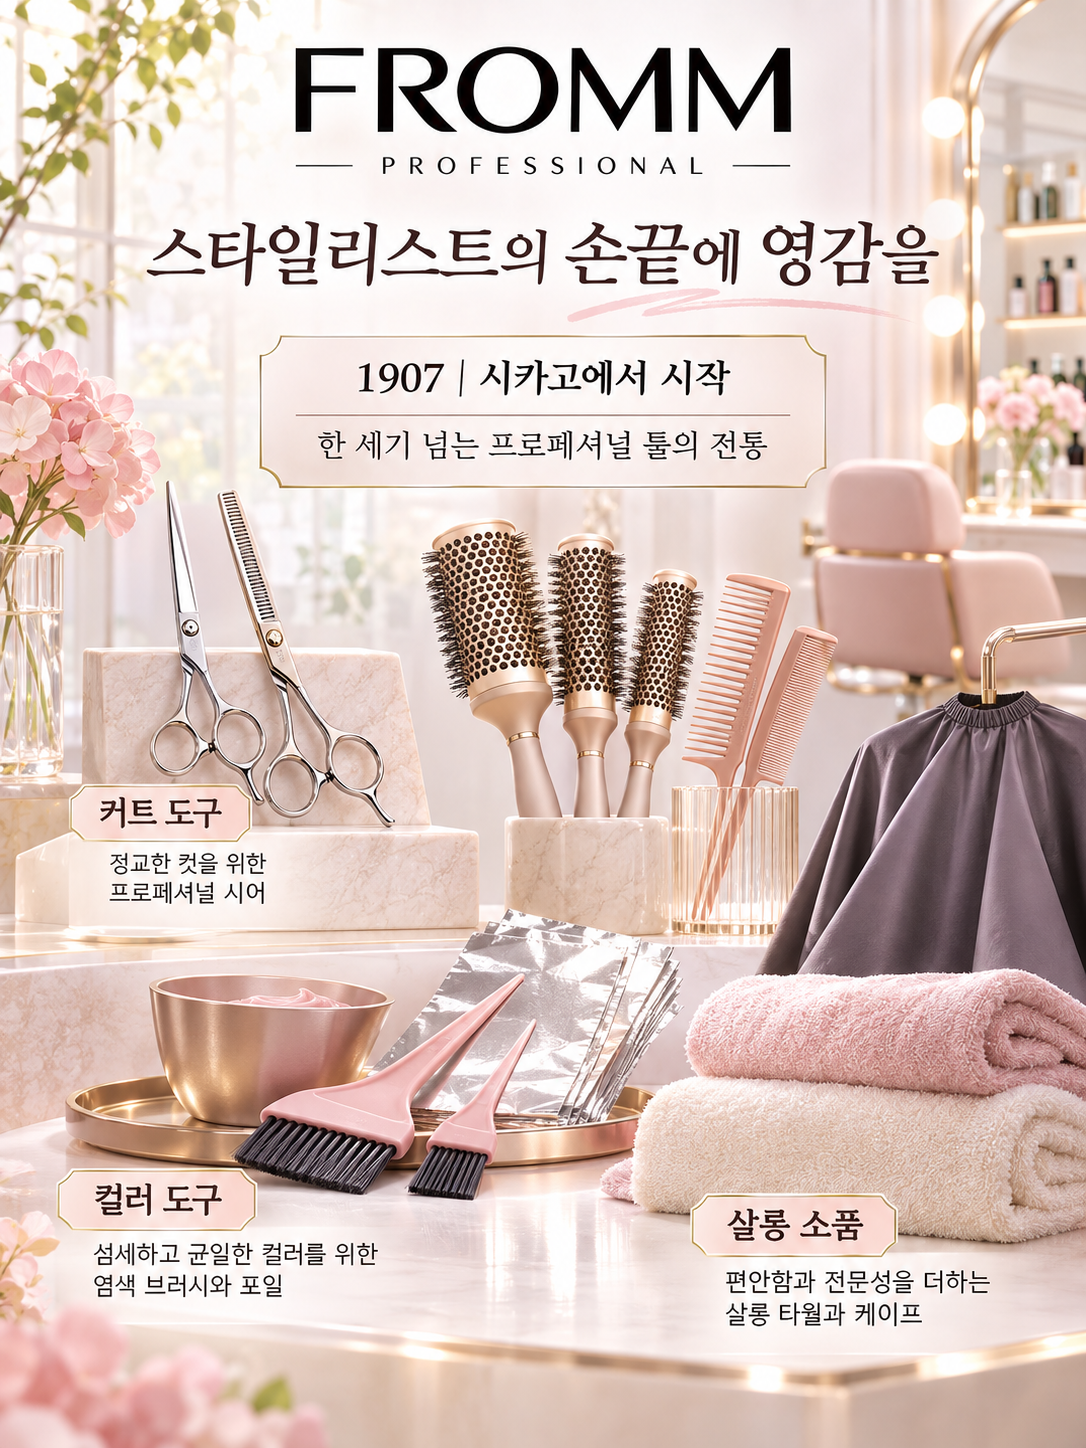 FROMM
PROFESSIONAL
스타일리스트의 손끝에 영감을
1907 | 시카고에서 시작
한 세기 넘는 프로페셔널 툴의 전통
커트 도구
정교한 컷을 위한
프로페셔널 시어
컬러 도구
섬세하고 균일한 컬러를 위한
염색 브러시와 포일
살롱 소품
편안함과 전문성을 더하는
살롱 타월과 케이프